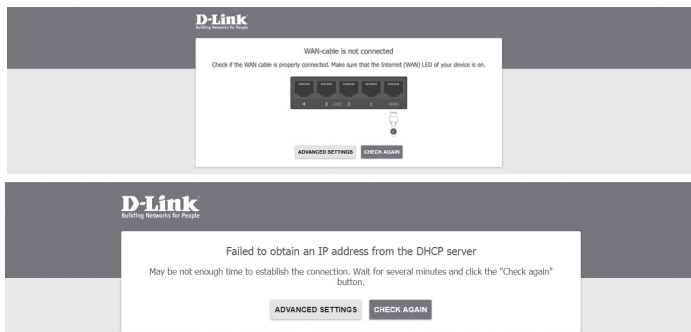 D-Link
Building Networks for People
WAN-cable is not connected
Check if the WAN cable is properly connected. Make sure that the Internet (WAN) LED of your device is on.
4 3 LAN 2 1 WAN
ADVANCED SETTINGS CHECK AGAIN
D-Link
Building Networks for People
Failed to obtain an IP address from the DHCP server
May be not enough time to establish the connection. Wait for several minutes and click the "Check again"
button.
ADVANCED SETTINGS CHECK AGAIN